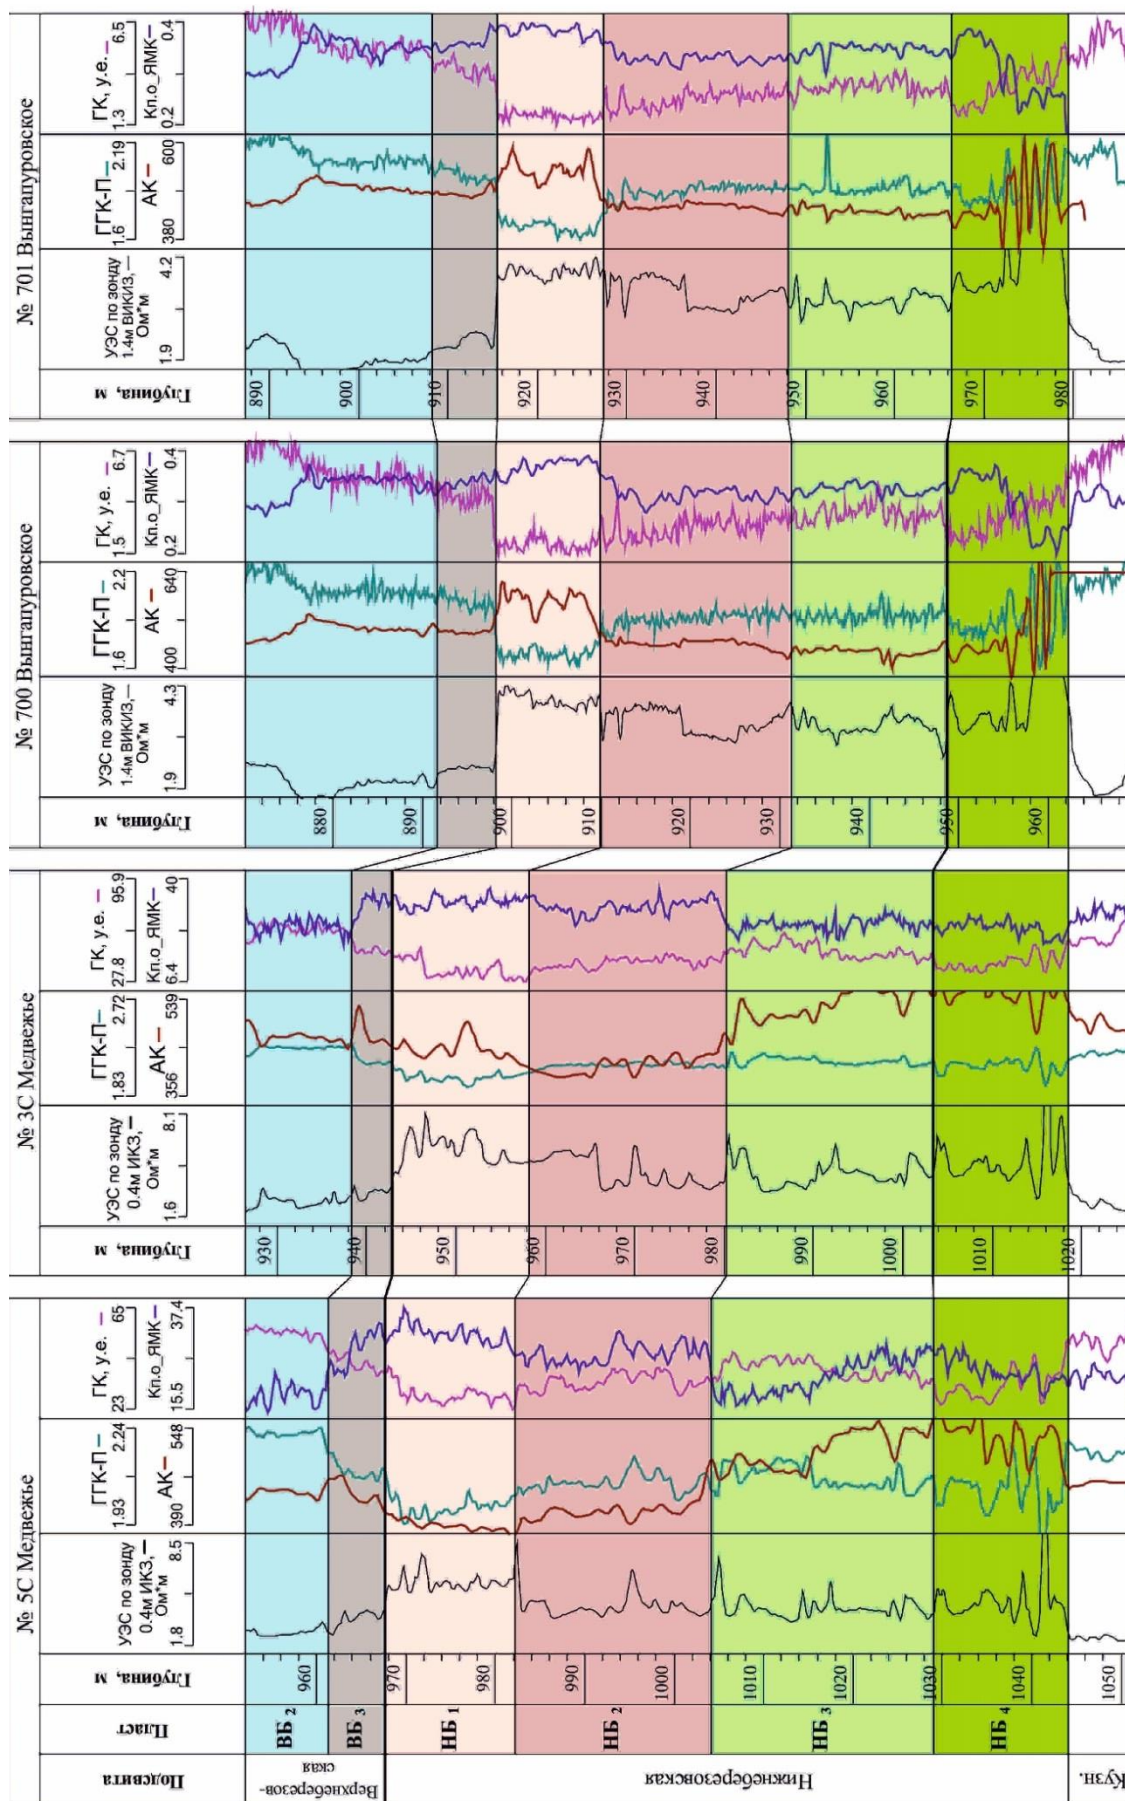 № 5С Медвежье
Подсвита
Верхнеберезов-
ская
Нижнеберезовская
Кузн.
Пласт
ВБ 2
ВБ 3
НБ 1
НБ 2
НБ 3
НБ 4
Глубина, м
960
970
980
990
1000
1010
1020
1030
1040
1050
УЭС по зонду
0.4м ИКЗ,
Ом*м
1.8 8.5
ГГК-П
1.93 2.24
АК
390 548
ГК, у.е.
23 65
Кп.о_ЯМК
15.5 37.4
№ 3С Медвежье
Глубина, м
930
940
950
960
970
980
990
1000
1010
1020
УЭС по зонду
0.4м ИКЗ,
Ом*м
1.6 8.1
ГГК-П
1.83 2.72
АК
356 539
ГК, у.е.
27.8 95.9
Кп.о_ЯМК
6.4 40
№ 700 Вынгапуровское
Глубина, м
880
890
900
910
920
930
940
950
960
УЭС по зонду
1.4м ВИКИЗ,
Ом*м
1.9 4.3
ГГК-П
1.6 2.2
АК
400 640
ГК, у.е.
1.5 6.7
Кп.о_ЯМК
0.2 0.4
№ 701 Вынгапуровское
Глубина, м
890
900
910
920
930
940
950
960
970
980
УЭС по зонду
1.4м ВИКИЗ,
Ом*м
1.9 4.2
ГГК-П
1.6 2.19
АК
380 600
ГК, у.е.
1.3 6.5
Кп.о_ЯМК
0.2 0.4